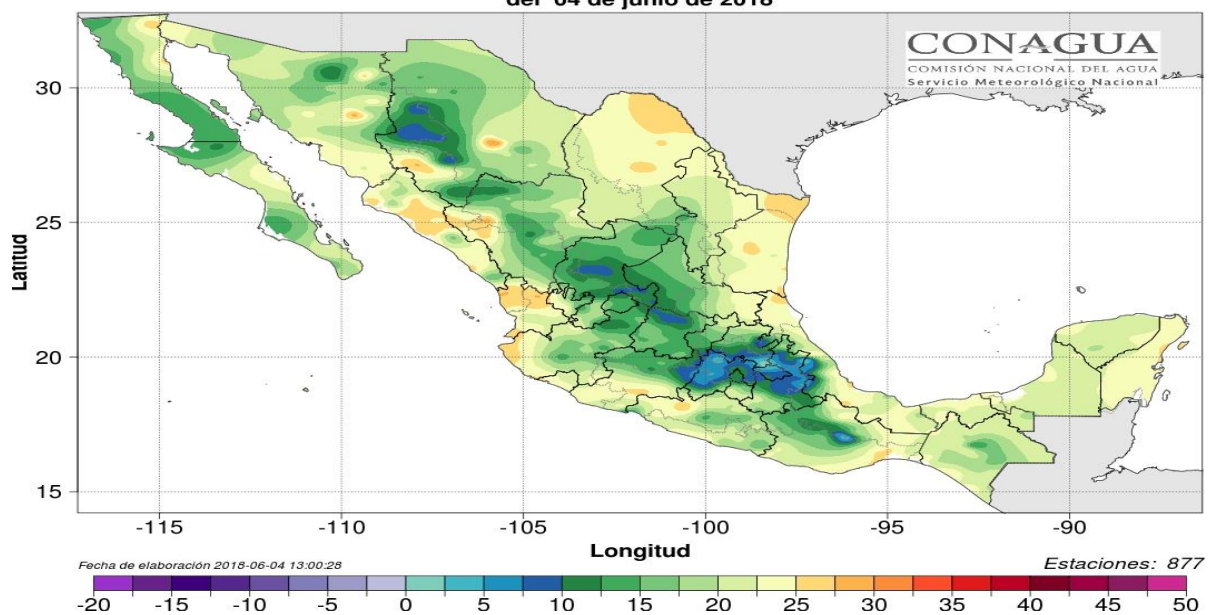 del 04 de junio de 2018
CONAGUA
COMISIÓN NACIONAL DEL AGUA
Servicio Meteorológico Nacional
30
25
20
15
Latitud
-115 -110 -105 -100 -95 -90
Longitud
Fecha de elaboración 2018-06-04 13:00:28
Estaciones: 877
-20 -15 -10 -5 0 5 10 15 20 25 30 35 40 45 50